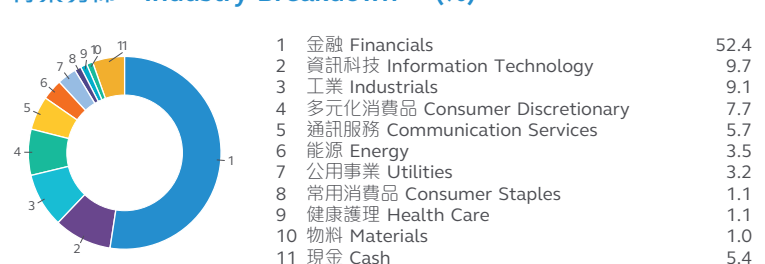 Industry Breakdown (%)
1 金融 Financials 52.4
2 資訊科技 Information Technology 9.7
3 工業 Industrials 9.1
4 多元化消費品 Consumer Discretionary 7.7
5 通訊服務 Communication Services 5.7
6 能源 Energy 3.5
7 公用事業 Utilities 3.2
8 常用消費品 Consumer Staples 1.1
9 健康護理 Health Care 1.1
10 物料 Materials 1.0
11 現金 Cash 5.4
1
2
3
4
5
6
7
8
9
10
11